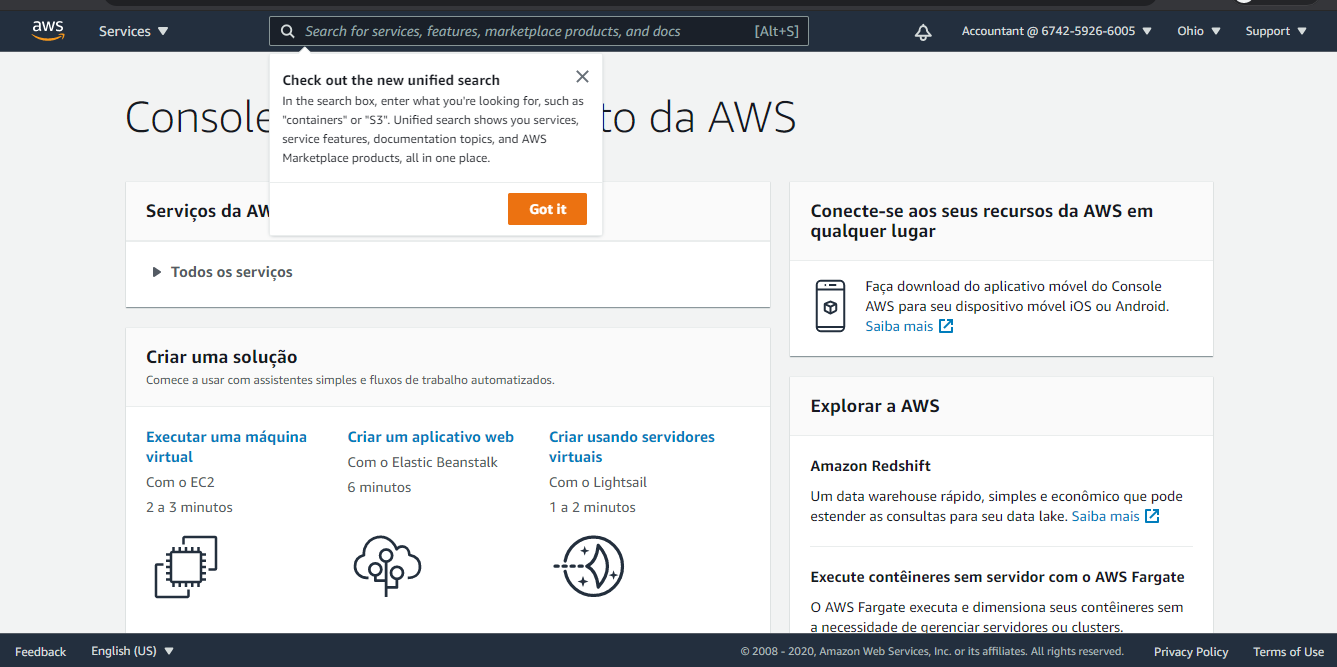 aws
Services
Search for services, features, marketplace products, and docs [Alt+S]
Accountant @ 6742-5926-6005
Ohio
Support
Check out the new unified search
In the search box, enter what you're looking for, such as
"containers" or "S3". Unified search shows you services,
service features, documentation topics, and AWS
Marketplace products, all in one place.
Got it
Console to da AWS
Serviços da AW
Todos os serviços
Criar uma solução
Comece a usar com assistentes simples e fluxos de trabalho automatizados.
Executar uma máquina
virtual
Com o EC2
2 a 3 minutos
Criar um aplicativo web
Com o Elastic Beanstalk
6 minutos
Criar usando servidores
virtuais
Com o Lightsail
1 a 2 minutos
Conecte-se aos seus recursos da AWS em
qualquer lugar
Faça download do aplicativo móvel do Console
AWS para seu dispositivo móvel iOS ou Android.
Saiba mais
Explorar a AWS
Amazon Redshift
Um data warehouse rápido, simples e econômico que pode
estender as consultas para seu data lake. Saiba mais
Execute contêineres sem servidor com o AWS Fargate
O AWS Fargate executa e dimensiona seus contêineres sem
a necessidade de gerenciar servidores ou clusters.
Feedback
English (US)
© 2008 - 2020, Amazon Web Services, Inc. or its affiliates. All rights reserved.
Privacy Policy
Terms of Use